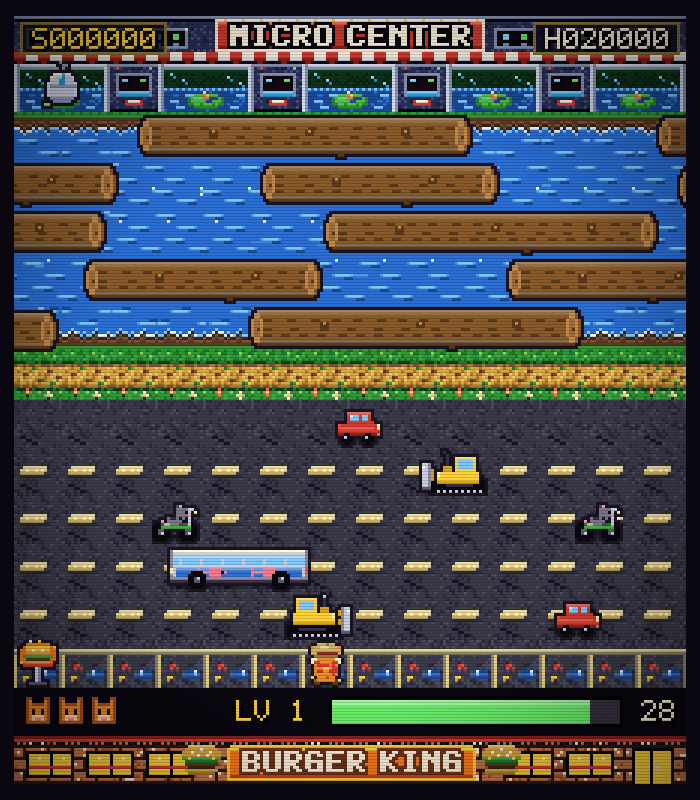 S000000
MICRO CENTER
H020000
LV 1
28
BURGER KING